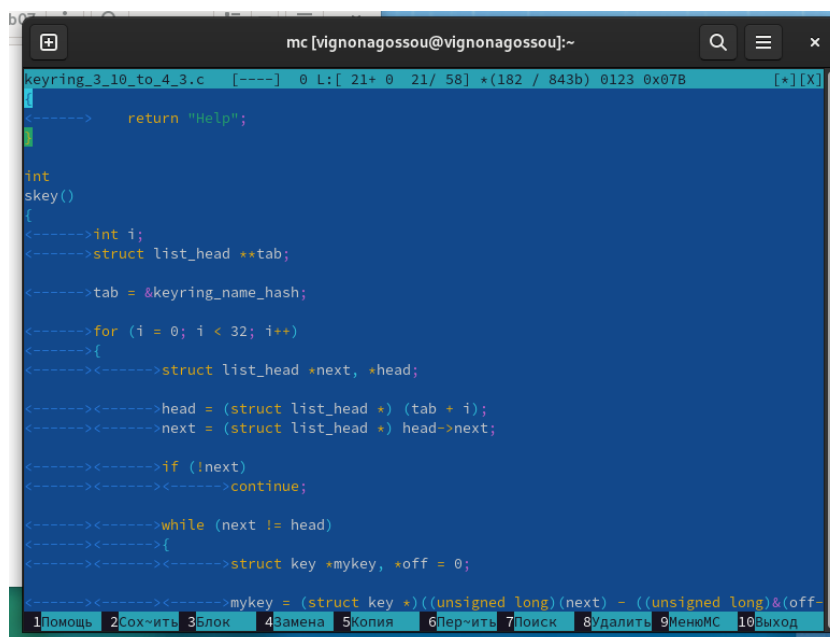 mc [vignonagossou@vignonagossou]:~
keyring_3_10_to_4_3.c [----] 0 L:[ 21+ 0 21/ 58] *(182 / 843b) 0123 0x07B [*][X]
{
<------> return "Help";
}
int
skey()
{
<------>int i;
<------>struct list_head **tab;
<------>tab = &keyring_name_hash;
<------>for (i = 0; i < 32; i++)
<------>{
<------><------>struct list_head *next, *head;
<------><------>head = (struct list_head *) (tab + i);
<------><------>next = (struct list_head *) head->next;
<------><------>if (!next)
<------><------><------>continue;
<------><------>while (next != head)
<------><------>{
<------><------><------>struct key *mykey, *off = 0;
<------><------><------>mykey = (struct key *)((unsigned long)(next) - ((unsigned long)&(off-
1Помощь 2Сох~ить 3Блок 4Замена 5Копия 6Пер~ить 7Поиск 8Удалить 9МенюМС 10Выход